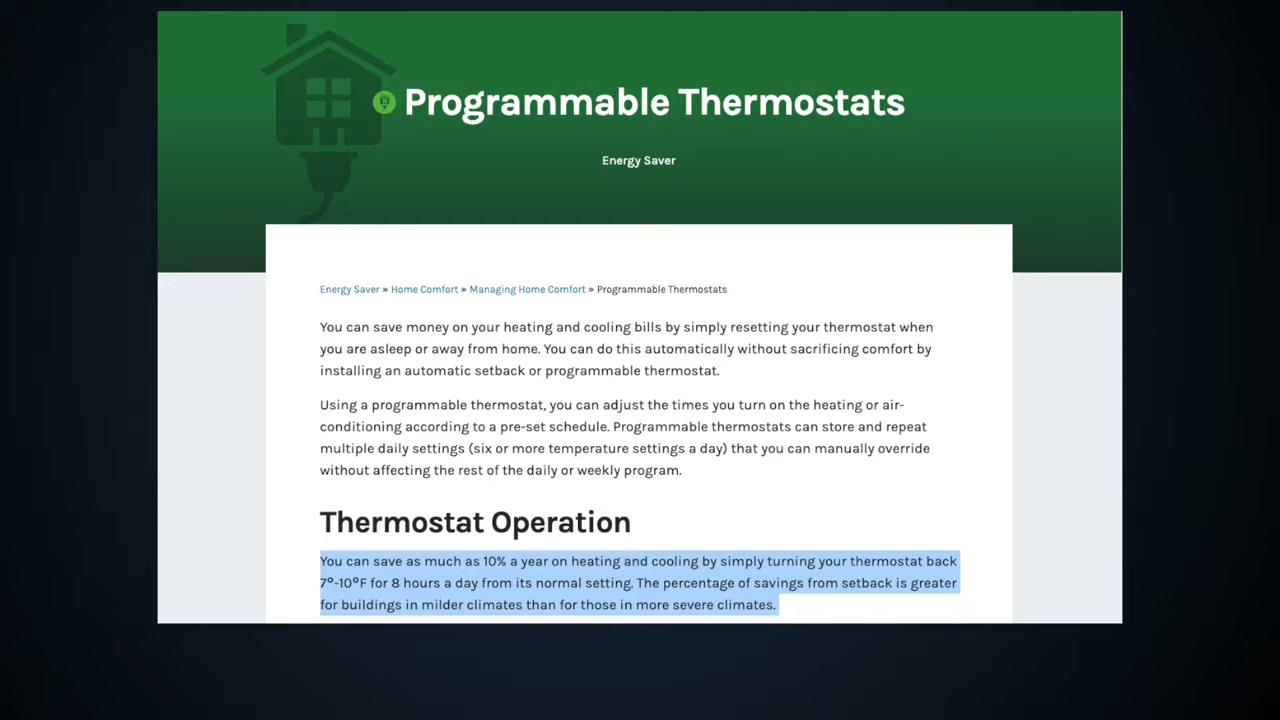 Programmable Thermostats
Energy Saver
Energy Saver » Home Comfort » Managing Home Comfort » Programmable Thermostats
You can save money on your heating and cooling bills by simply resetting your thermostat when
you are asleep or away from home. You can do this automatically without sacrificing comfort by
installing an automatic setback or programmable thermostat.
Using a programmable thermostat, you can adjust the times you turn on the heating or air-
conditioning according to a pre-set schedule. Programmable thermostats can store and repeat
multiple daily settings (six or more temperature settings a day) that you can manually override
without affecting the rest of the daily or weekly program.
Thermostat Operation
You can save as much as 10% a year on heating and cooling by simply turning your thermostat back
7°-10°F for 8 hours a day from its normal setting. The percentage of savings from setback is greater
for buildings in milder climates than for those in more severe climates.